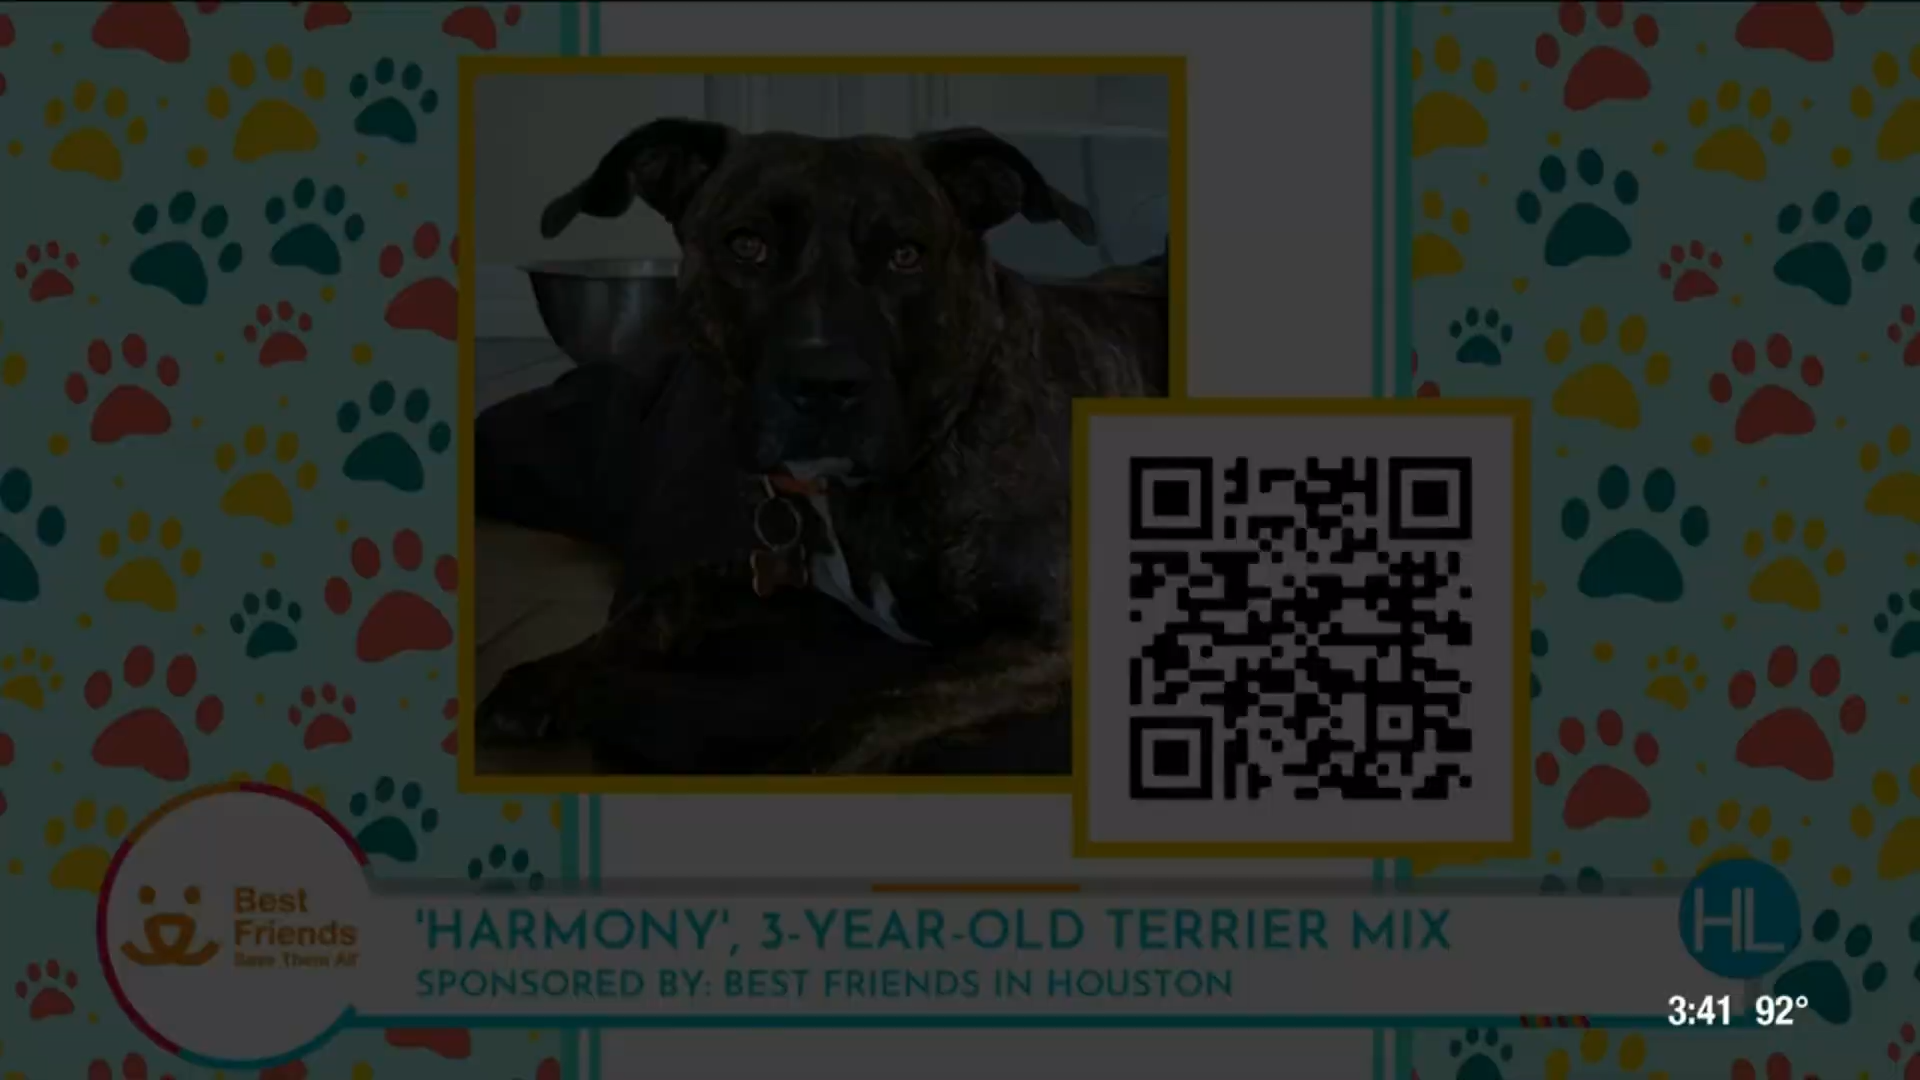 Best
Friends
Save Them All
'HARMONY', 3-YEAR-OLD TERRIER MIX
SPONSORED BY: BEST FRIENDS IN HOUSTON
HL
3:41 92°